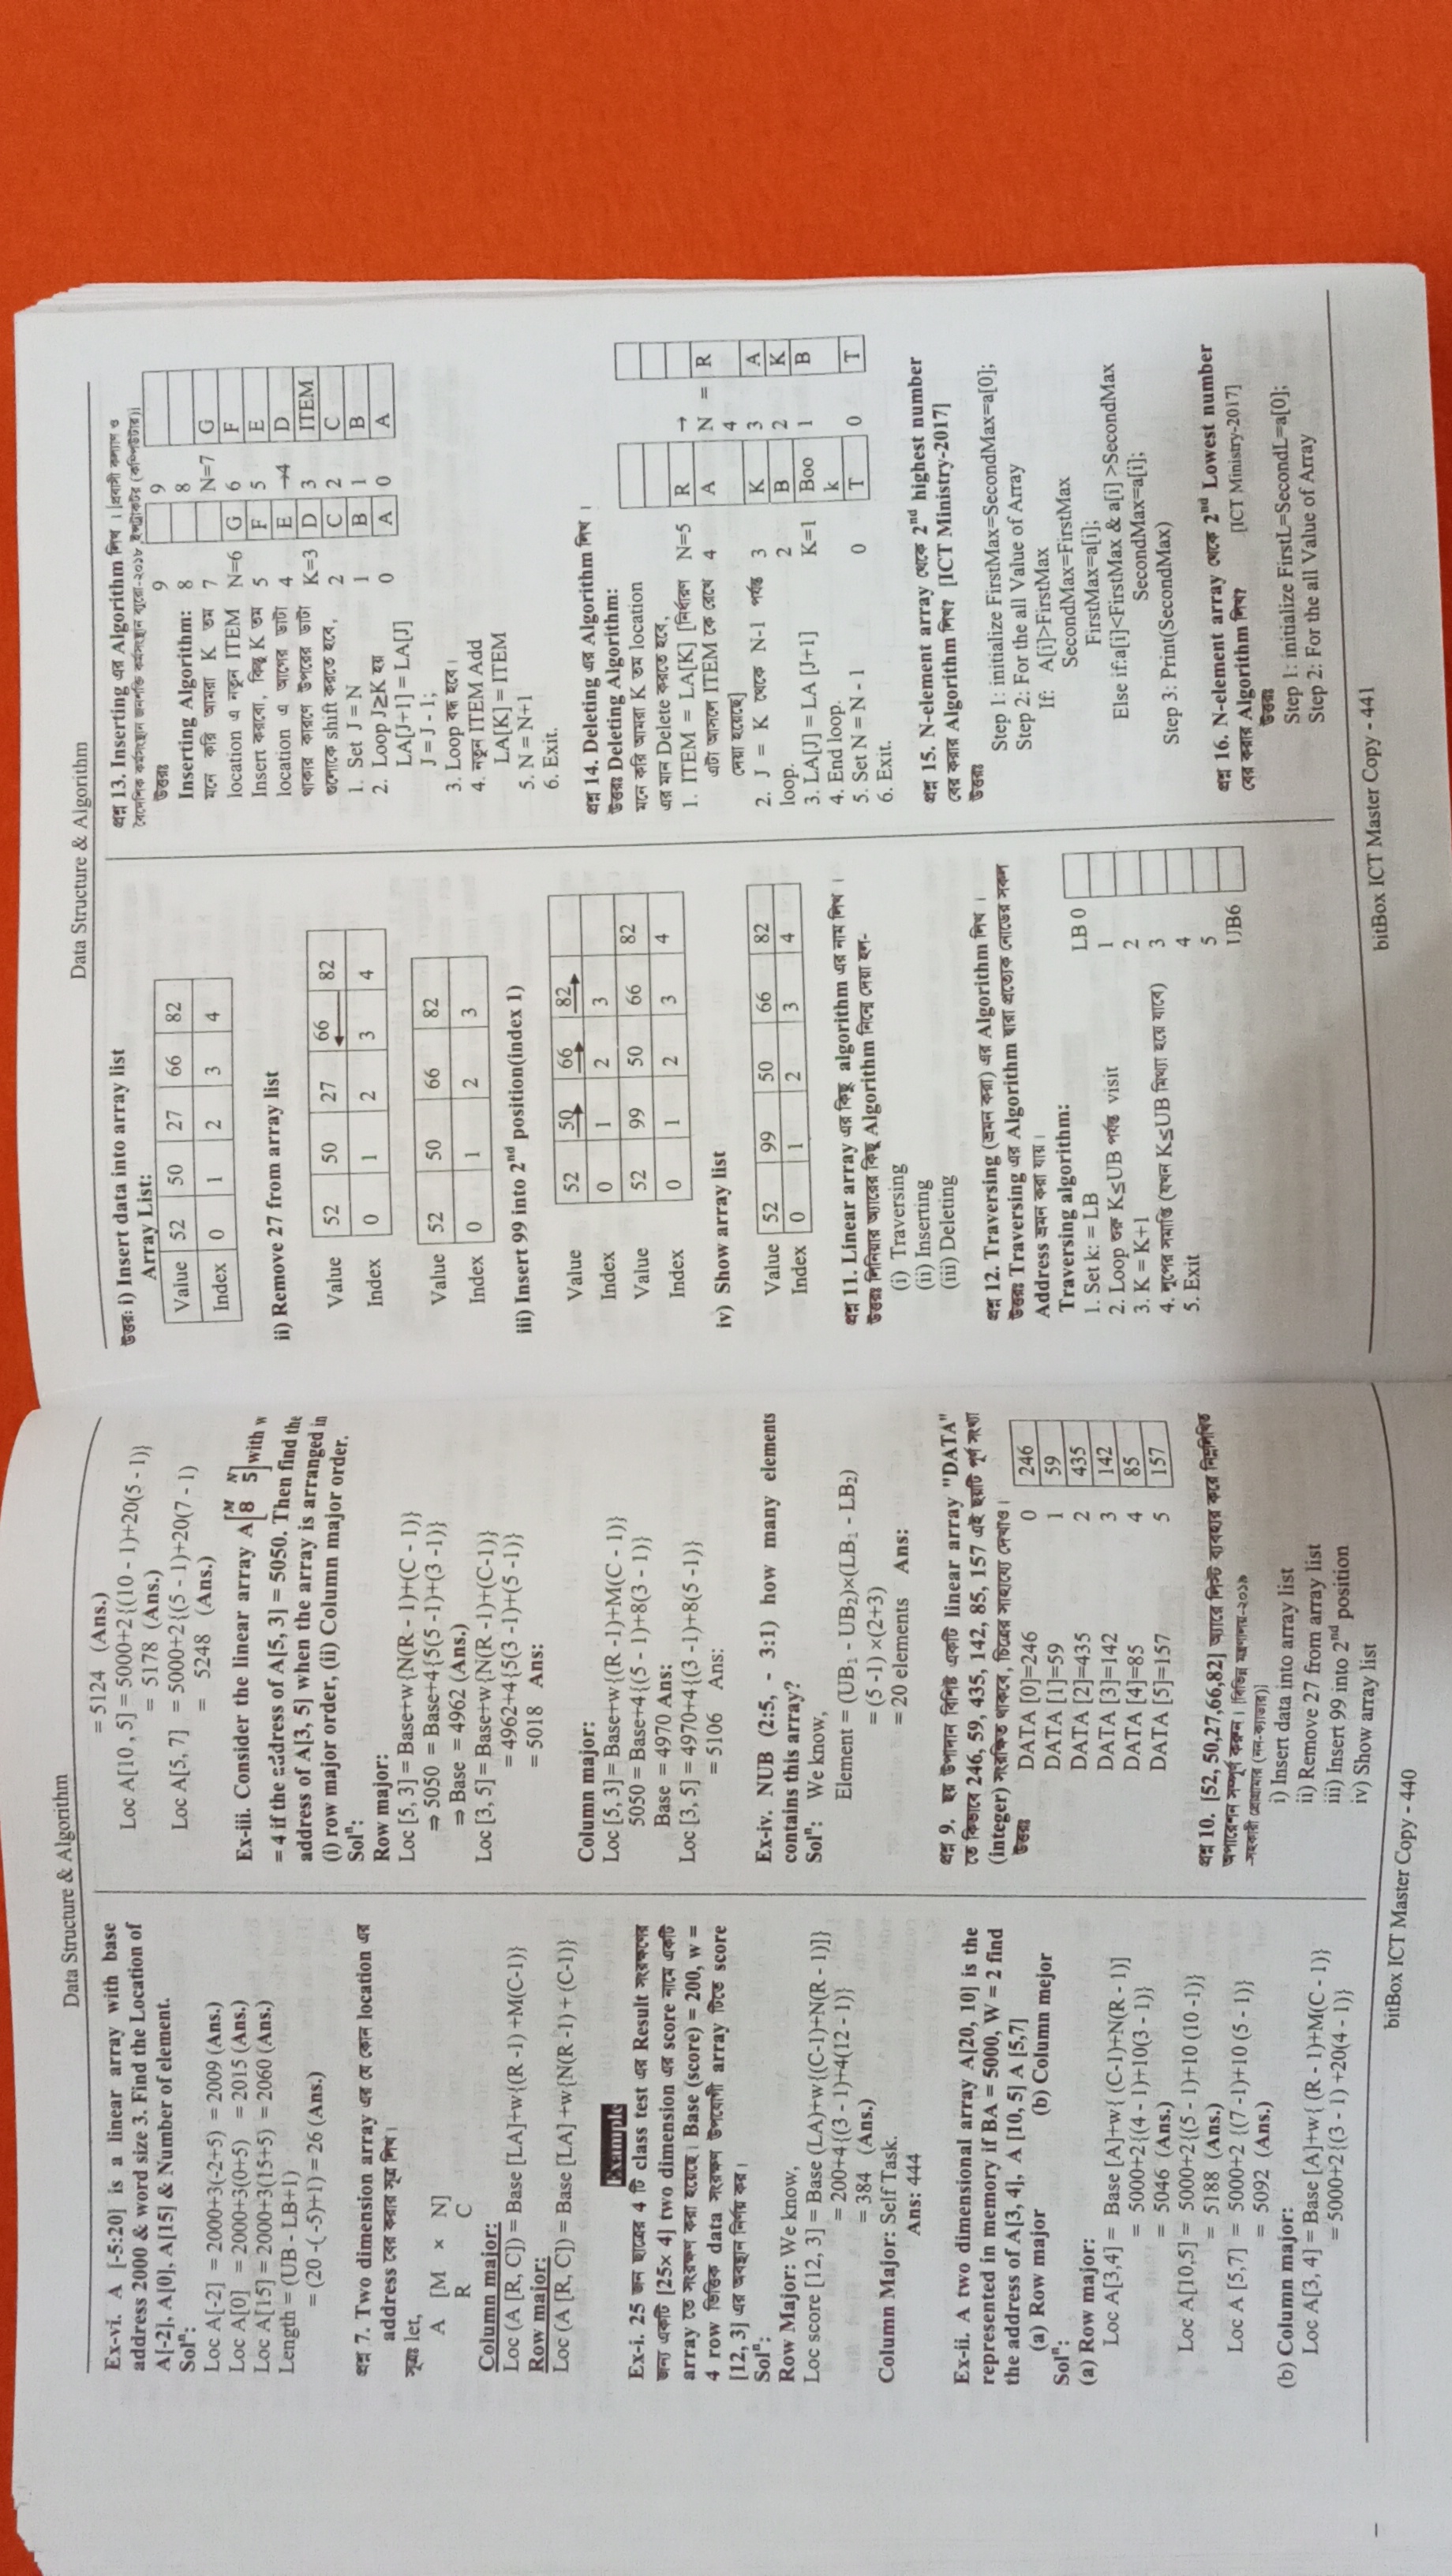 Data Structure & Algorithm
Ex-vi. A [-5:20] is a linear array with base
address 2000 & word size 3. Find the Location of
A[-2], A[0], A[15] & Number of element.
Solⁿ:
Loc A[-2] = 2000+3(-2+5) = 2009 (Ans.)
Loc A[0] = 2000+3(0+5) = 2015 (Ans.)
Loc A[15] = 2000+3(15+5) = 2060 (Ans.)
Length = (UB - LB+1)
= (20 -( -5)+1) = 26 (Ans.)
প্রশ্ন 7. Two dimension array এর যে কোন location এর
address বের করার সূত্র লিখ।
সূত্রঃ let,
A [M × N]
R C
Column major:
Loc (A [R, C]) = Base [LA]+w{(R -1) +M(C-1)}
Row major:
Loc (A [R, C]) = Base [LA] +w{N(R -1) + (C-1)}
Example
Ex-i. 25 জন ছাত্রের 4 টি class test এর Result সংরক্ষণের
জন্য একটি [25× 4] two dimension এর score নামে একটি
array তে সংরক্ষণ করা হয়েছে। Base (score) = 200, w =
4 row ভিত্তিক data সংরক্ষণ উপযোগী array টিতে score
[12, 3] এর অবস্থান নির্ণয় কর।
Solⁿ:
Row Major: We know,
Loc score [12, 3] = Base (LA)+w{(C-1)+N(R - 1)]}
= 200+4{(3 - 1)+4(12 - 1)}
= 384 (Ans.)
Column Major: Self Task.
Ans: 444
Ex-ii. A two dimensional array A[20, 10] is the
represented in memory if BA = 5000, W = 2 find
the address of A[3, 4], A [10, 5] A [5,7]
(a) Row major (b) Column mejor
Solⁿ:
(a) Row major:
Loc A[3,4] = Base [A]+w{ (C-1)+N(R - 1)]
= 5000+2{(4 - 1)+10(3 - 1)}
= 5046 (Ans.)
Loc A[10,5] = 5000+2{(5 - 1)+10 (10 -1)}
= 5188 (Ans.)
Loc A [5,7] = 5000+2 {(7 -1)+10 (5 - 1)}
= 5092 (Ans.)
(b) Column major:
Loc A[3, 4] = Base [A]+w{ (R - 1)+M(C - 1)}
= 5000+2{(3 - 1) +20(4 - 1)}
= 5124 (Ans.)
Loc A[10 , 5] = 5000+2{(10 - 1)+20(5 - 1)}
= 5178 (Ans.)
Loc A[5, 7] = 5000+2{(5 - 1)+20(7 - 1)
= 5248 (Ans.)
M N
Ex-iii. Consider the linear array A[8 5] with w
= 4 if the address of A[5, 3] = 5050. Then find the
address of A[3, 5] when the array is arranged in
(i) row major order, (ii) Column major order.
Solⁿ:
Row major:
Loc [5, 3] = Base+w{N(R - 1)+(C - 1)}
⇒ 5050 = Base+4{5(5 -1)+(3 -1)}
⇒ Base = 4962 (Ans.)
Loc [3, 5] = Base+w{N(R -1)+(C-1)}
= 4962+4{5(3 -1)+(5 -1)}
= 5018 Ans:
Column major:
Loc [5, 3] = Base+w{(R -1)+M(C - 1)}
5050 = Base+4{(5 - 1)+8(3 - 1)}
Base = 4970 Ans:
Loc [3, 5] = 4970+4{(3 -1)+8(5 -1)}
= 5106 Ans:
Ex-iv. NUB (2:5, - 3:1) how many elements
contains this array?
Solⁿ: We know,
Element = (UB₁ - UB₂)×(LB₁ - LB₂)
= (5 -1) ×(2+3)
= 20 elements Ans:
প্রশ্ন 9. ছয় উপাদান বিশিষ্ট একটি linear array "DATA"
তে কিভাবে 246, 59, 435, 142, 85, 157 এই ছয়টি পূর্ণ সংখ্যা
(integer) সংরক্ষিত থাকবে, চিত্রের সাহায্যে দেখাও।
উত্তরঃ DATA [0]=246 0 246
DATA [1]=59 1 59
DATA [2]=435 2 435
DATA [3]=142 3 142
DATA [4]=85 4 85
DATA [5]=157 5 157
প্রশ্ন 10. [52, 50,27,66,82] অ্যারে লিস্ট ব্যবহার করে নিম্নলিখিত
অপারেশন সম্পূর্ণ করুন। [বিভিন্ন মন্ত্রণালয়-২০১৯
-সহকারী প্রোগ্রামার (নন-ক্যাডার)]
i) Insert data into array list
ii) Remove 27 from array list
iii) Insert 99 into 2nd position
iv) Show array list
bitBox ICT Master Copy - 440
Data Structure & Algorithm
উত্তর: i) Insert data into array list
Array List:
Value 52 50 27 66 82
Index 0 1 2 3 4
ii) Remove 27 from array list
Value 52 50 27 66 82
Index 0 1 2 3 4
Value 52 50 66 82
Index 0 1 2 3
iii) Insert 99 into 2nd position(index 1)
Value 52 50 66 82
Index 0 1 2 3
Value 52 99 50 66 82
Index 0 1 2 3 4
iv) Show array list
Value 52 99 50 66 82
Index 0 1 2 3 4
প্রশ্ন 11. Linear array এর কিছু algorithm এর নাম লিখ।
উত্তরঃ লিনিয়ার অ্যারের কিছু Algorithm নিম্নে দেয়া হল-
(i) Traversing
(ii) Inserting
(iii) Deleting
প্রশ্ন 12. Traversing (ভ্রমন করা) এর Algorithm লিখ।
উত্তরঃ Traversing এর Algorithm দ্বারা প্রত্যেক নোডের সকল
Address ভ্রমন করা যায়।
Traversing algorithm:
1. Set k: = LB
2. Loop শুরু K≤UB পর্যন্ত visit
3. K = K+1
4. লুপের সমাপ্তি (যখন K≤UB মিথ্যা হয়ে যাবে)
5. Exit
LB 0
1
2
3
4
5
UB6
প্রশ্ন 13. Inserting এর Algorithm লিখ। [প্রবাসী কল্যাণ ও
বৈদেশিক কর্মসংস্থান জনশক্তি কর্মসংস্থান ব্যুরো-২০১৮, ইন্সট্রাকটর (কম্পিউটার)]
উত্তরঃ
Inserting Algorithm:
মনে করি আমরা K তম
location এ নতুন ITEM
Insert করবো, কিন্তু K তম
location এ আগের ডাটা
থাকার কারণে উপরের ডাটা
গুলোকে shift করতে হবে,
1. Set J = N
2. Loop J≥K হয়
LA[J+1] = LA[J]
J = J - 1;
3. Loop বন্ধ হবে।
4. নতুন ITEM Add
LA[K] = ITEM
5. N = N+1
6. Exit.
9 9
8 8
7 N=7 G
N=6 G 6 F
5 F 5 E
4 E →4 D
K=3 D 3 ITEM
2 C 2 C
1 B 1 B
0 A 0 A
প্রশ্ন 14. Deleting এর Algorithm লিখ।
উত্তরঃ Deleting Algorithm:
মনে করি আমরা K তম location
এর মান Delete করতে হবে,
1. ITEM = LA[K] [নির্ধারণ
এটা আসলে ITEM কে রেখে
দেয়া হয়েছে]
2. J = K থেকে N-1 পর্যন্ত
loop.
3. LA[J] = LA [J+1]
4. End loop.
5. Set N = N - 1
6. Exit.
N=5 R →
4 A N = R
4
3 K 3 A
2 B 2 K
K=1 Boo 1 B
k
0 T 0 T
প্রশ্ন 15. N-element array থেকে 2nd highest number
বের করার Algorithm লিখ? [ICT Ministry-2017]
উত্তরঃ
Step 1: initialize FirstMax=SecondMax=a[0];
Step 2: For the all Value of Array
If: A[i]>FirstMax
SecondMax=FirstMax
FirstMax=a[i];
Else if:a[i]<FirstMax & a[i] >SecondMax
SecondMax=a[i];
Step 3: Print(SecondMax)
প্রশ্ন 16. N-element array থেকে 2nd Lowest number
বের করার Algorithm লিখ? [ICT Ministry-2017]
উত্তরঃ
Step 1: initialize FirstL=SecondL=a[0];
Step 2: For the all Value of Array
bitBox ICT Master Copy - 441